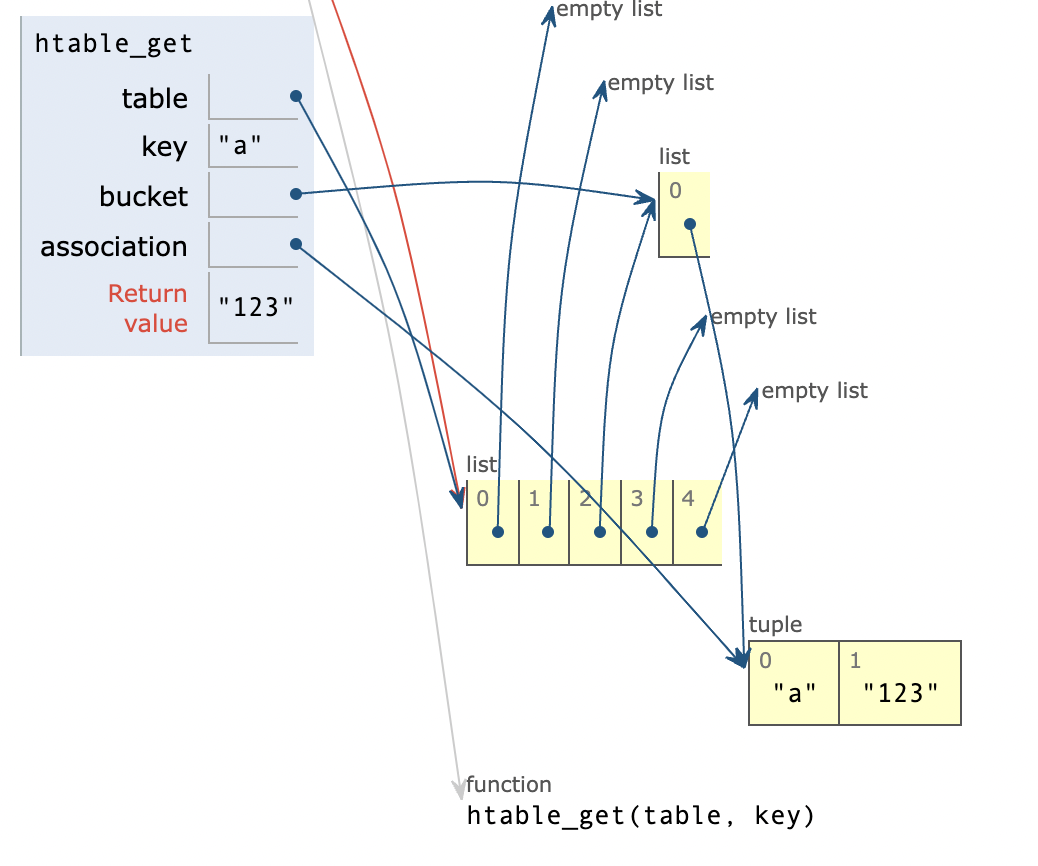 empty list
htable_get
empty list
table
key "a"
list
0
bucket
association
Return value "123"
empty list
empty list
list
0 1 2 3 4
tuple
0 1
"a" "123"
function
htable_get(table, key)